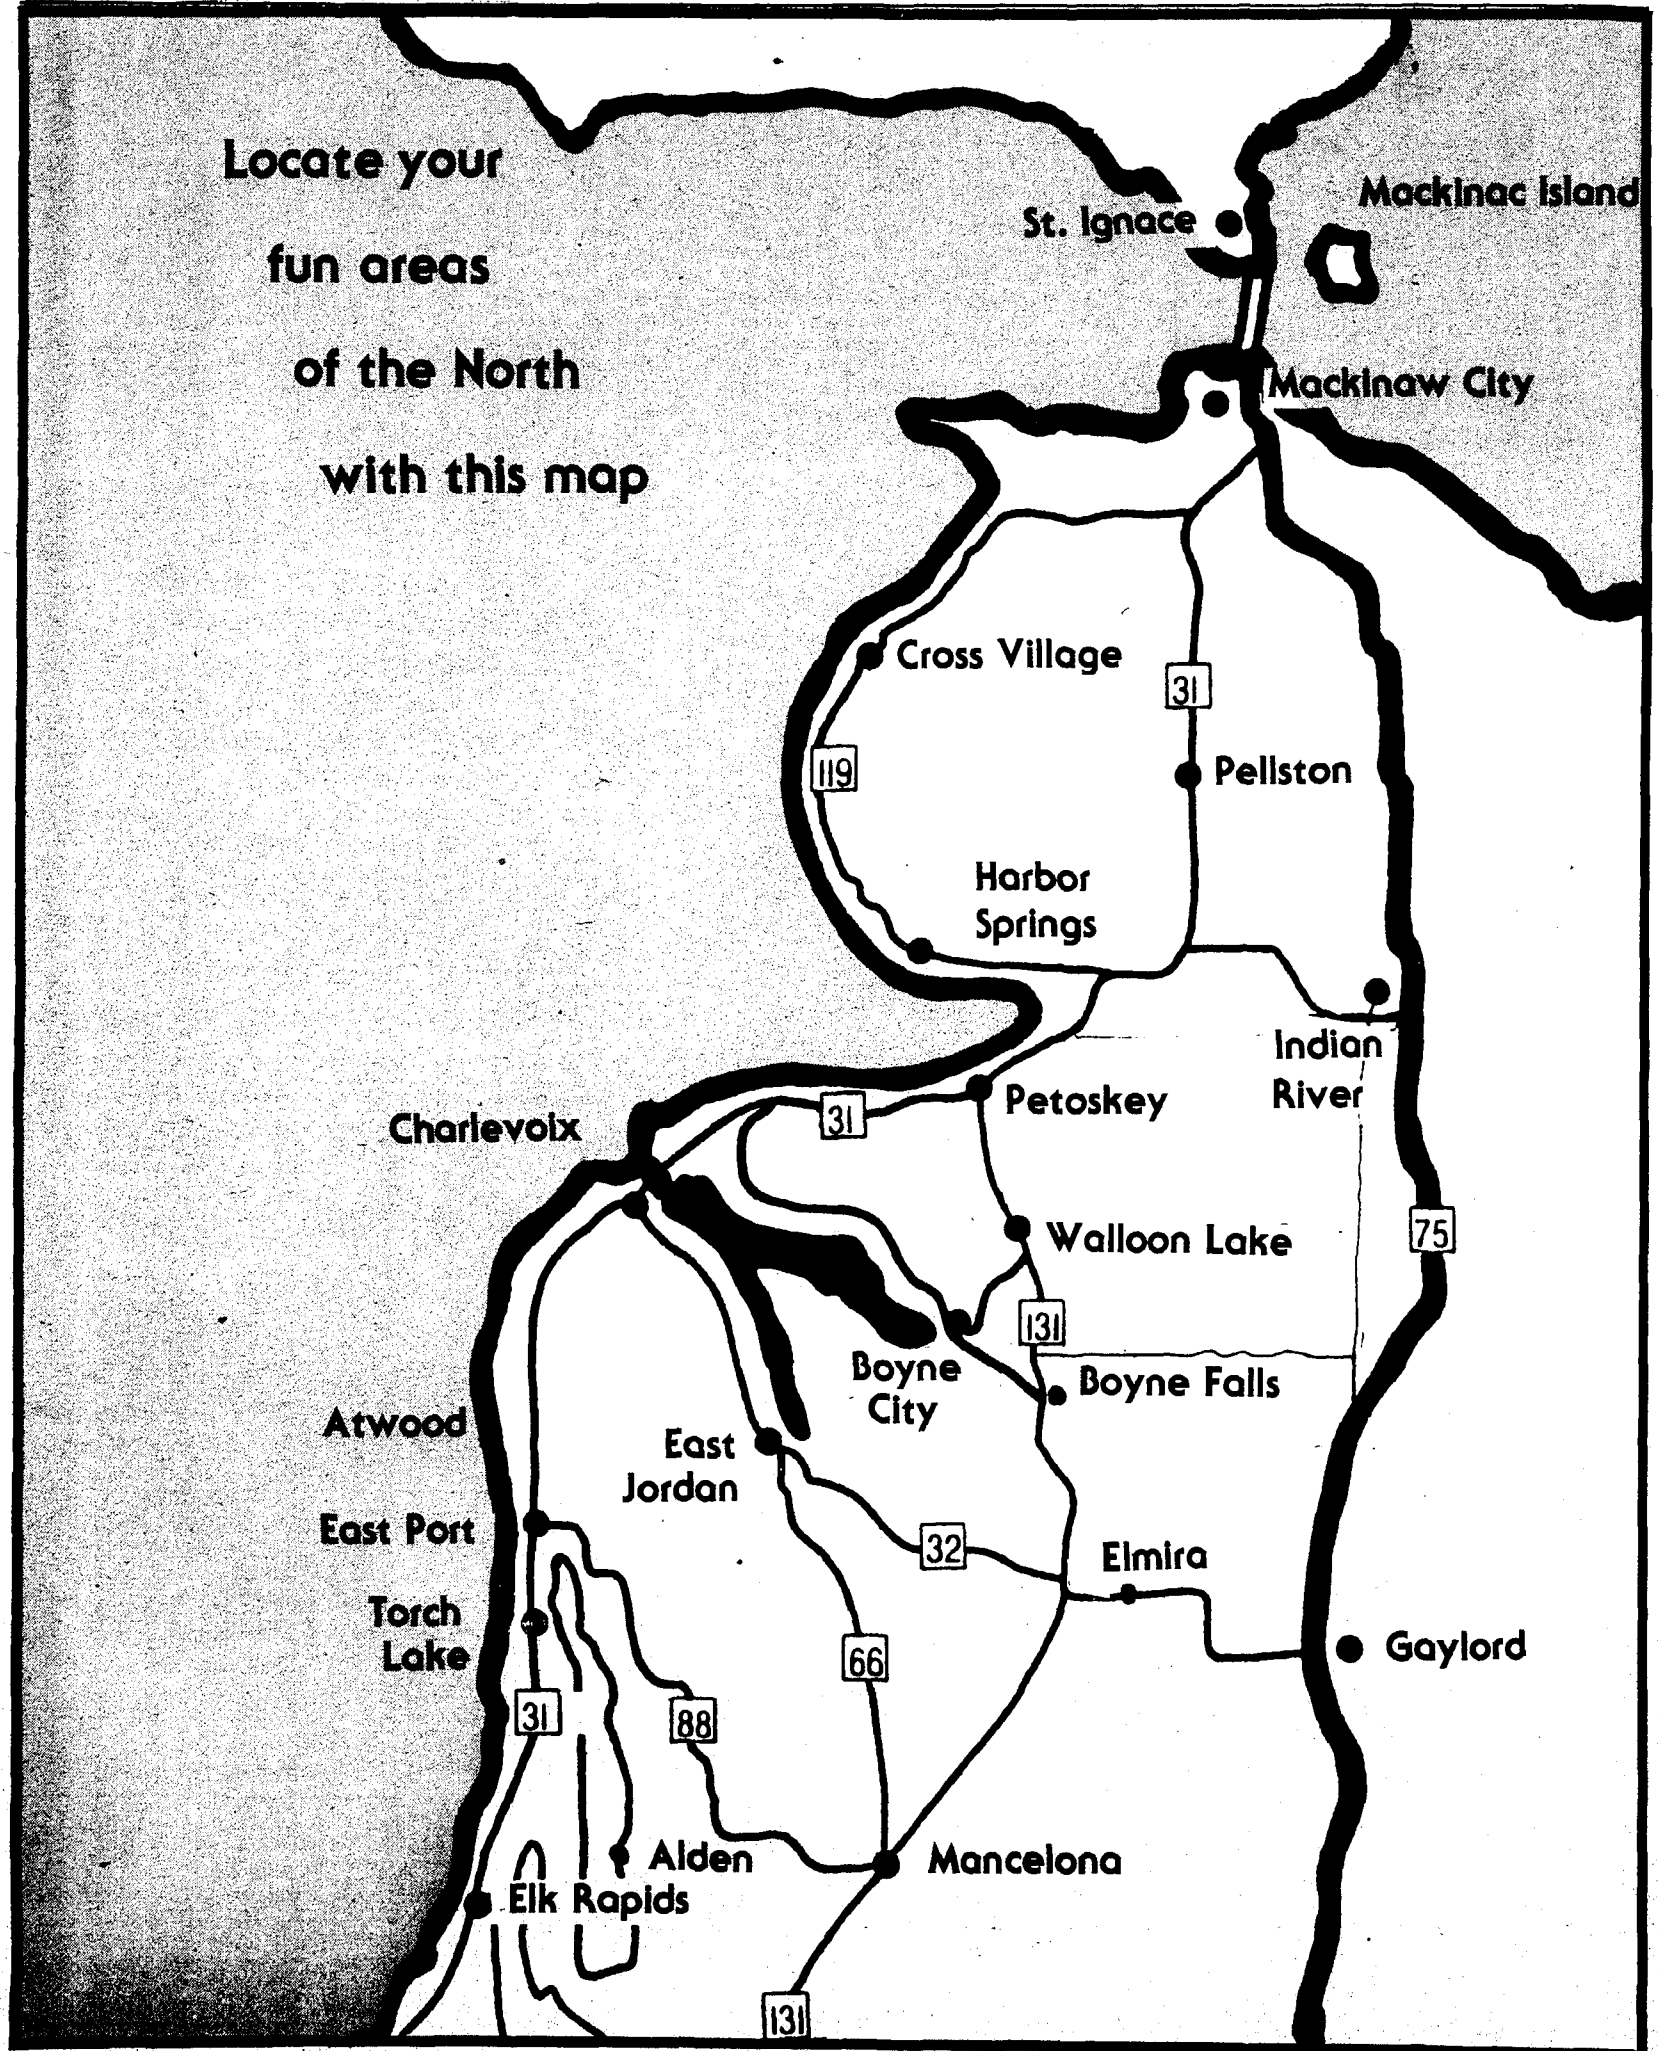 Locate your
fun areas
of the North
with this map
Mackinac Island
St. Ignace
Mackinaw City
Cross Village
31
119
Pellston
Harbor
Springs
Indian
River
Petoskey
31
Charlevoix
75
Walloon Lake
131
Boyne
City
Boyne Falls
Atwood
East
Jordan
East Port
32
Elmira
Torch
Lake
Gaylord
66
31
88
Alden
Mancelona
Elk Rapids
131